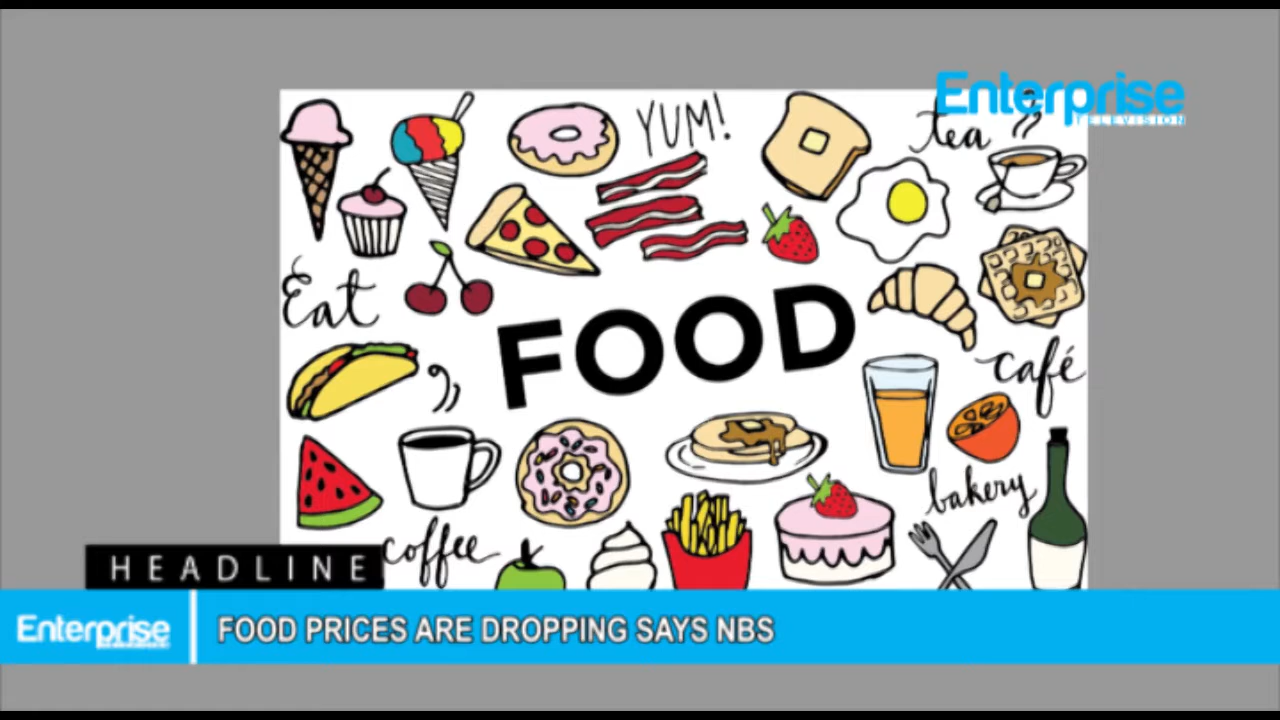 Enterprise
TELEVISION
YUM!
tea
Eat
FOOD
café
bakery
coffee
HEADLINE
Enterprise
FOOD PRICES ARE DROPPING SAYS NBS